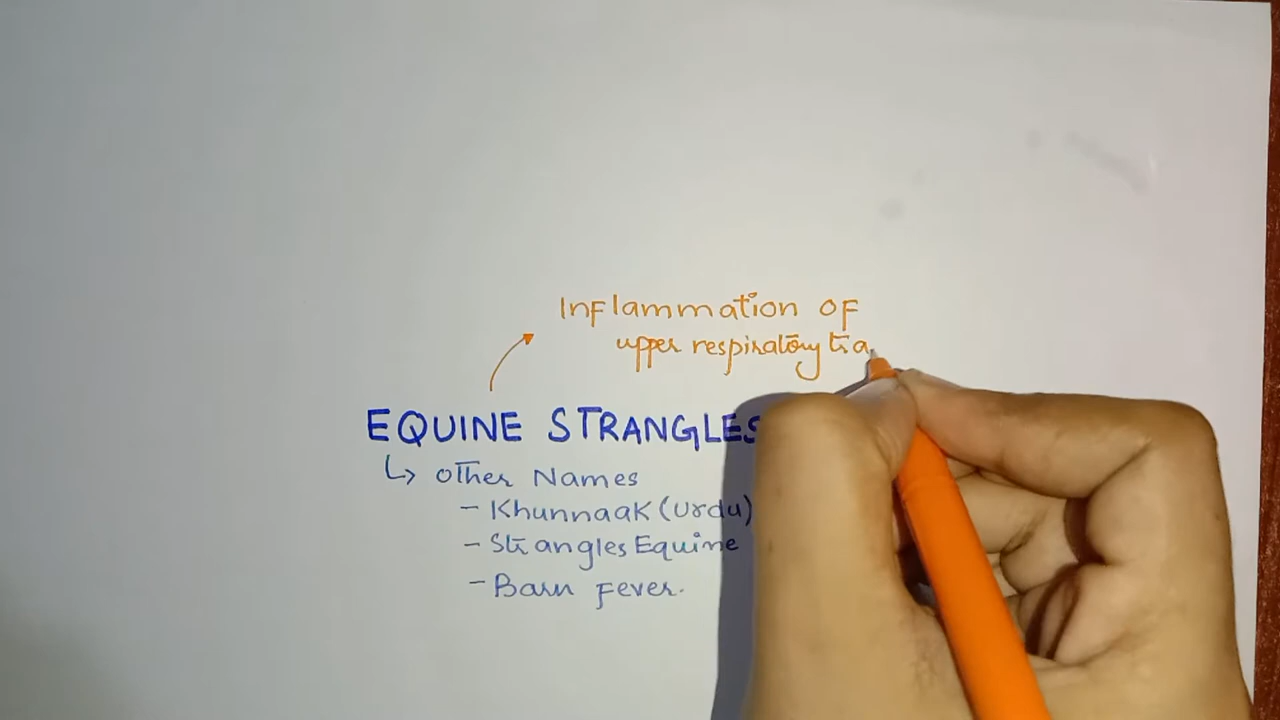 Inflammation of
upper respiratory tra
EQUINE STRANGLES
↳ other Names
- Khunnaak (Urdu)
- Strangles Equine
- Barn Fever.